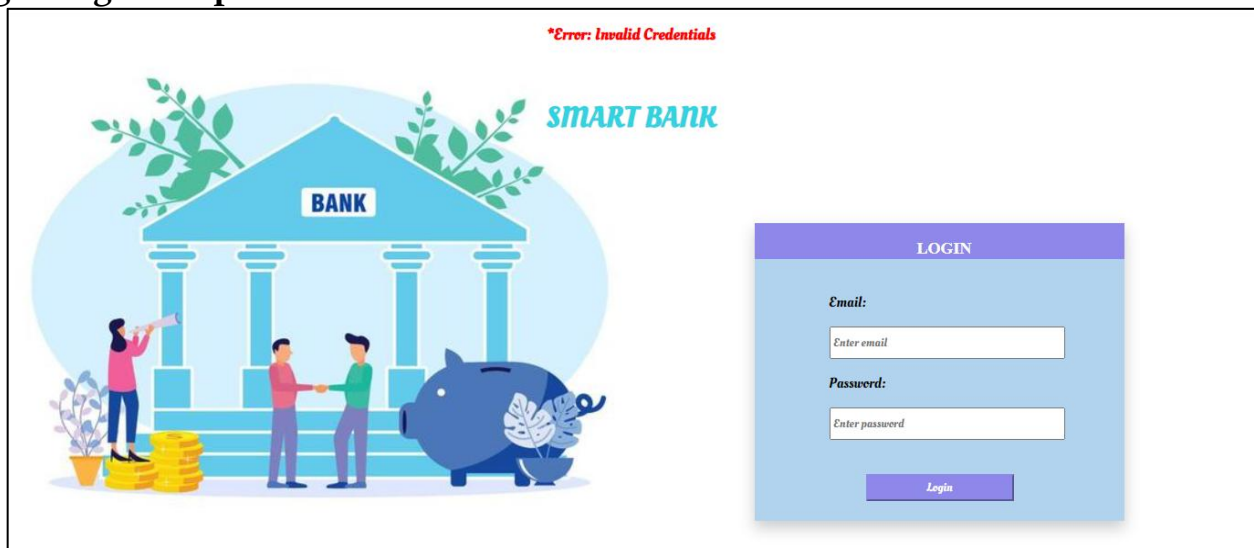 *Error: Invalid Credentials
SMART BANK
BANK
LOGIN
Email:
Enter email
Password:
Enter password
Login